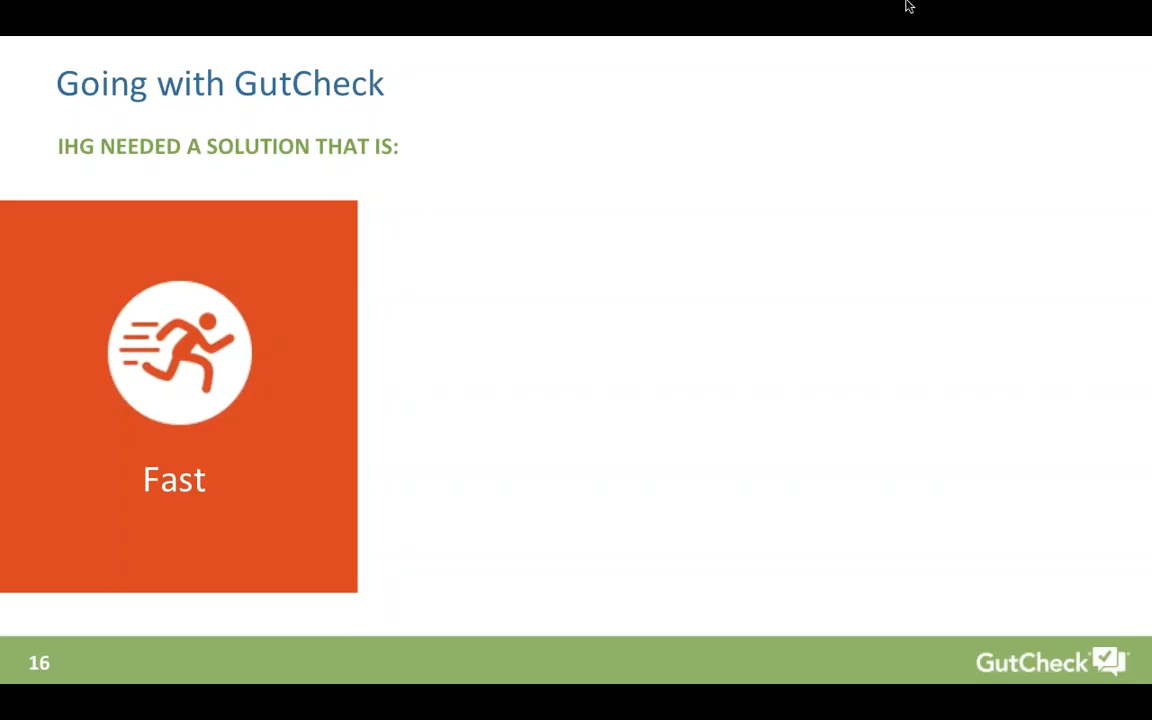 Going with GutCheck
IHG NEEDED A SOLUTION THAT IS:
Fast
16
GutCheck